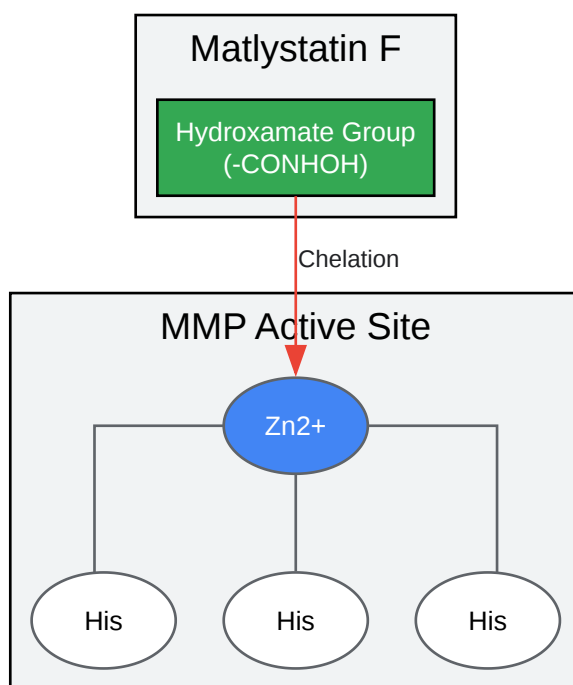 Matlystatin F
Hydroxamate Group
(-CONHOH)
Chelation
MMP Active Site
Zn2+
His
His
His